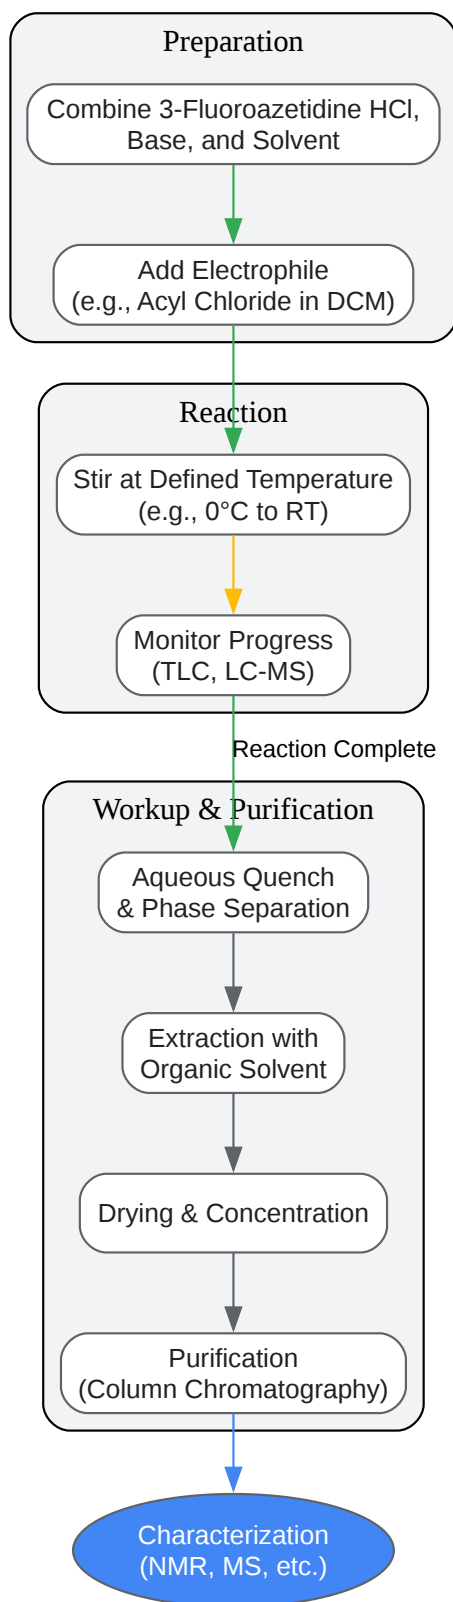 Preparation
Combine 3-Fluoroazetidine HCl,
Base, and Solvent
Add Electrophile
(e.g., Acyl Chloride in DCM)
Reaction
Stir at Defined Temperature
(e.g., 0°C to RT)
Monitor Progress
(TLC, LC-MS)
Reaction Complete
Workup & Purification
Aqueous Quench
& Phase Separation
Extraction with
Organic Solvent
Drying & Concentration
Purification
(Column Chromatography)
Characterization
(NMR, MS, etc.)